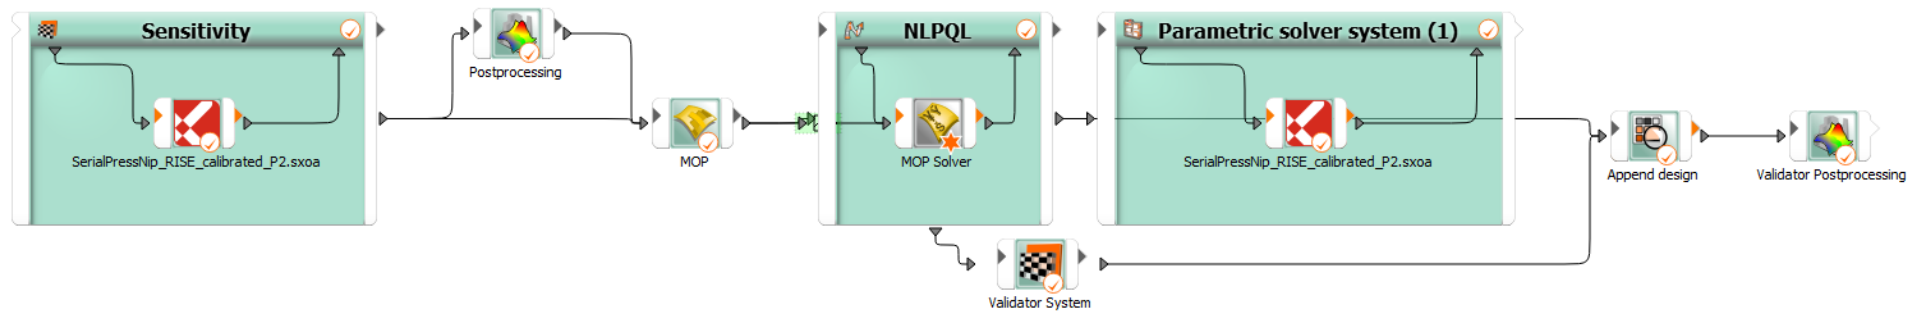 Sensitivity
SerialPressNip_RISE_calibrated_P2.sxoa
Postprocessing
MOP
NLPQL
MOP Solver
Validator System
Parametric solver system (1)
SerialPressNip_RISE_calibrated_P2.sxoa
Append design
Validator Postprocessing